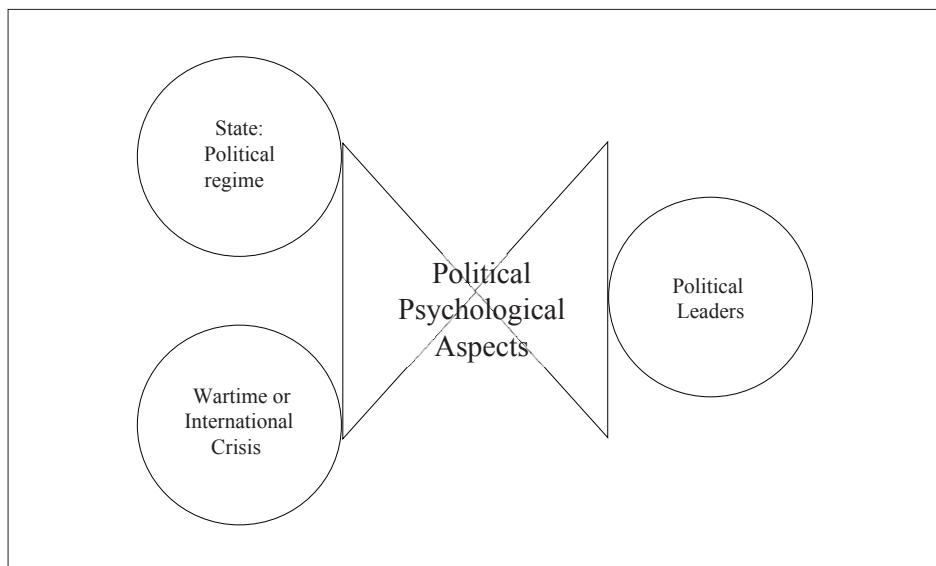 State:
Political
regime
Political
Psychological
Aspects
Political
Leaders
Wartime or
International
Crisis